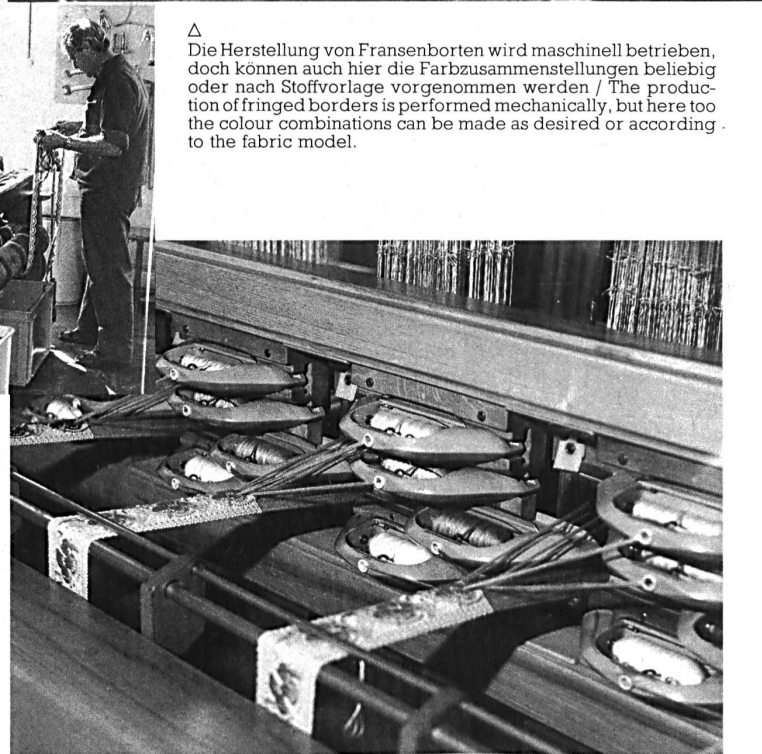 △
Die Herstellung von Fransenborten wird maschinell betrieben,
doch können auch hier die Farbzusammenstellungen beliebig
oder nach Stoffvorlage vorgenommen werden / The produc-
tion of fringed borders is performed mechanically, but here too
the colour combinations can be made as desired or according
to the fabric model.